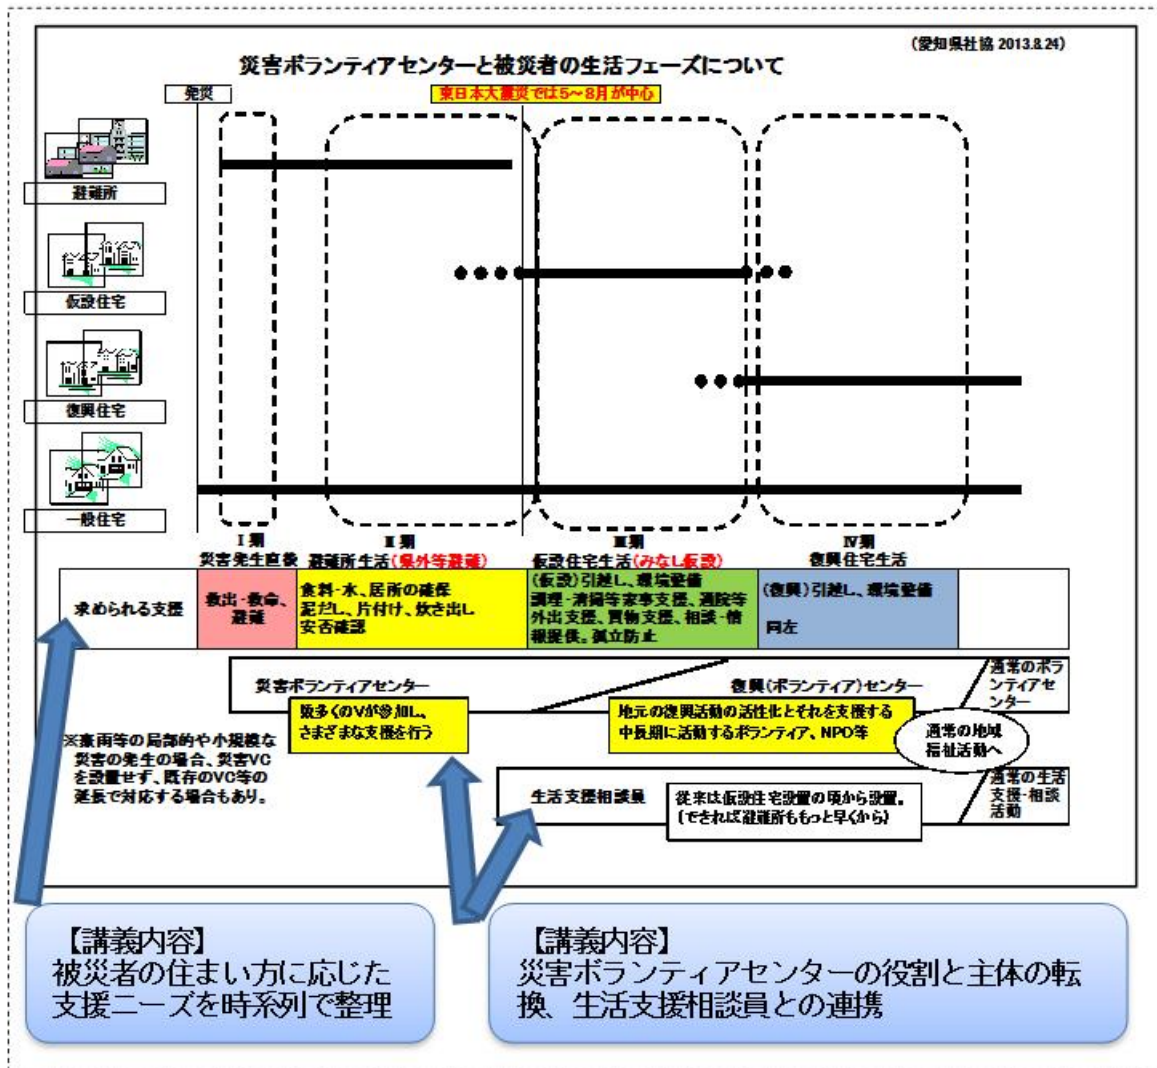 (愛知県社協 2013.8.24)
災害ボランティアセンターと被災者の生活フェーズについて
発災
東日本大震災では5～8月が中心
避難所
仮設住宅
復興住宅
一般住宅
Ⅰ期
災害発生直後
Ⅱ期
避難所生活(県外等避難)
Ⅲ期
仮設住宅生活(みなし仮設)
Ⅳ期
復興住宅生活
求められる支援
救出・救命、
避難
食料・水、居所の確保
泥だし、片付け、炊き出し
安否確認
(仮設)引越し、環境整備
調理・清掃等家事支援、通院等
外出支援、買物支援、相談・情
報提供。孤立防止
(復興)引越し、環境整備
同左
災害ボランティアセンター
復興(ボランティア)センター
通常のボラ
ンティアセ
ンター
数多くのVが参加し、
さまざまな支援を行う
地元の復興活動の活性化とそれを支援する
中長期に活動するボランティア、NPO等
通常の地域
福祉活動へ
※豪雨等の局部的や小規模な
災害の発生の場合、災害VC
を設置せず、既存のVC等の
延長で対応する場合もあり。
生活支援相談員
従来は仮設住宅設置の頃から設置。
(できれば避難所ももっと早くから)
通常の生活
支援・相談
活動
【講義内容】
被災者の住まい方に応じた
支援ニーズを時系列で整理
【講義内容】
災害ボランティアセンターの役割と主体の転
換、生活支援相談員との連携